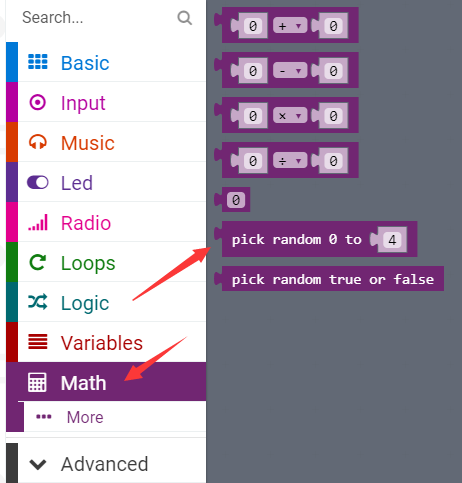 Search...
Basic
Input
Music
Led
Radio
Loops
Logic
Variables
Math
More
Advanced
0 + 0
0 - 0
0 × 0
0 ÷ 0
0
pick random 0 to 4
pick random true or false